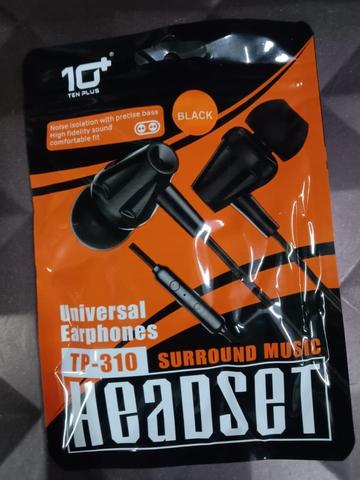 10+
TEN PLUS
Noise isolation with precise bass
High fidelity sound
comfortable fit
BLACK
Universal
Earphones
TP-310
SURROUND MUSIC
HEADSET